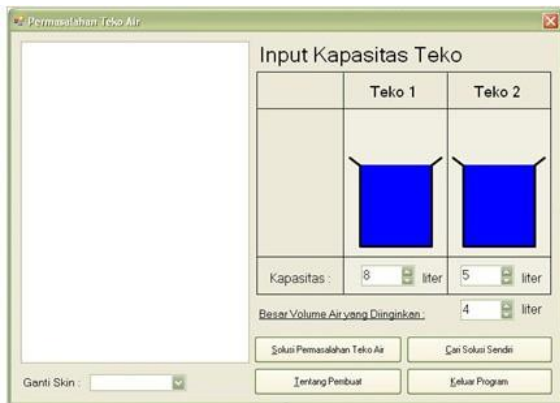 Permasalahan Teko Air
Input Kapasitas Teko
Teko 1 Teko 2
Kapasitas : 8 liter 5 liter
Besar Volume Air yang Diinginkan : 4 liter
Solusi Permasalahan Teko Air Cari Solusi Sendiri
Ganti Skin : Tentang Pembuat Keluar Program